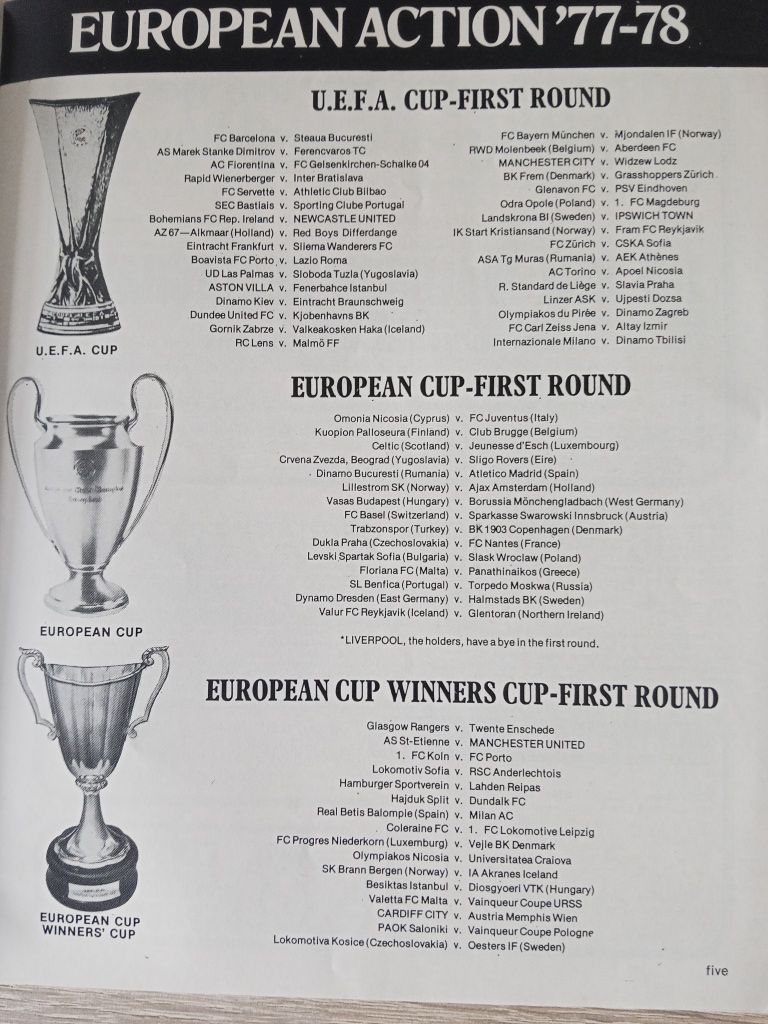 EUROPEAN ACTION '77-78
U.E.F.A. CUP-FIRST ROUND
FC Barcelona v. Steaua Bucuresti
AS Marek Stanke Dimitrov v. Ferencvaros TC
AC Fiorentina v. FC Gelsenkirchen-Schalke 04
Rapid Wienerberger v. Inter Bratislava
FC Servette v. Athletic Club Bilbao
SEC Bastiais v. Sporting Clube Portugal
Bohemians FC Rep. Ireland v. NEWCASTLE UNITED
AZ 67—Alkmaar (Holland) v. Red Boys Differdange
Eintracht Frankfurt v. Sliema Wanderers FC
Boavista FC Porto v. Lazio Roma
UD Las Palmas v. Sloboda Tuzla (Yugoslavia)
ASTON VILLA v. Fenerbahce Istanbul
Dinamo Kiev v. Eintracht Braunschweig
Dundee United FC v. Kjobenhavns BK
Gornik Zabrze v. Valkeakosken Haka (Iceland)
RC Lens v. Malmö FF
FC Bayern München v. Mjondalen IF (Norway)
RWD Molenbeek (Belgium) v. Aberdeen FC
MANCHESTER CITY v. Widzew Lodz
BK Frem (Denmark) v. Grasshoppers Zürich
Glenavon FC v. PSV Eindhoven
Odra Opole (Poland) v. 1. FC Magdeburg
Landskrona BI (Sweden) v. IPSWICH TOWN
IK Start Kristiansand (Norway) v. Fram FC Reykjavik
FC Zürich v. CSKA Sofia
ASA Tg Muras (Rumania) v. AEK Athènes
AC Torino v. Apoel Nicosia
R. Standard de Liège v. Slavia Praha
Linzer ASK v. Ujpesti Dozsa
Olympiakos du Pirée v. Dinamo Zagreb
FC Carl Zeiss Jena v. Altay Izmir
Internazionale Milano v. Dinamo Tbilisi
U.E.F.A. CUP
EUROPEAN CUP-FIRST ROUND
Omonia Nicosia (Cyprus) v. FC Juventus (Italy)
Kuopion Palloseura (Finland) v. Club Brugge (Belgium)
Celtic (Scotland) v. Jeunesse d'Esch (Luxembourg)
Crvena Zvezda, Beograd (Yugoslavia) v. Sligo Rovers (Eire)
Dinamo Bucuresti (Rumania) v. Atletico Madrid (Spain)
Lillestrom SK (Norway) v. Ajax Amsterdam (Holland)
Vasas Budapest (Hungary) v. Borussia Mönchengladbach (West Germany)
FC Basel (Switzerland) v. Sparkasse Swarowski Innsbruck (Austria)
Trabzonspor (Turkey) v. BK 1903 Copenhagen (Denmark)
Dukla Praha (Czechoslovakia) v. FC Nantes (France)
Levski Spartak Sofia (Bulgaria) v. Slask Wroclaw (Poland)
Floriana FC (Malta) v. Panathinaikos (Greece)
SL Benfica (Portugal) v. Torpedo Moskwa (Russia)
Dynamo Dresden (East Germany) v. Halmstads BK (Sweden)
Valur FC Reykjavik (Iceland) v. Glentoran (Northern Ireland)
*LIVERPOOL, the holders, have a bye in the first round.
EUROPEAN CUP
EUROPEAN CUP WINNERS CUP-FIRST ROUND
Glasgow Rangers v. Twente Enschede
AS St-Etienne v. MANCHESTER UNITED
1. FC Koln v. FC Porto
Lokomotiv Sofia v. RSC Anderlechtois
Hamburger Sportverein v. Lahden Reipas
Hajduk Split v. Dundalk FC
Real Betis Balompie (Spain) v. Milan AC
Coleraine FC v. 1. FC Lokomotive Leipzig
FC Progres Niederkorn (Luxemburg) v. Vejle BK Denmark
Olympiakos Nicosia v. Universitatea Craiova
SK Brann Bergen (Norway) v. IA Akranes Iceland
Besiktas Istanbul v. Diosgyoeri VTK (Hungary)
Valetta FC Malta v. Vainqueur Coupe URSS
CARDIFF CITY v. Austria Memphis Wien
PAOK Saloniki v. Vainqueur Coupe Pologne
Lokomotiva Kosice (Czechoslovakia) v. Oesters IF (Sweden)
EUROPEAN CUP
WINNERS' CUP
five